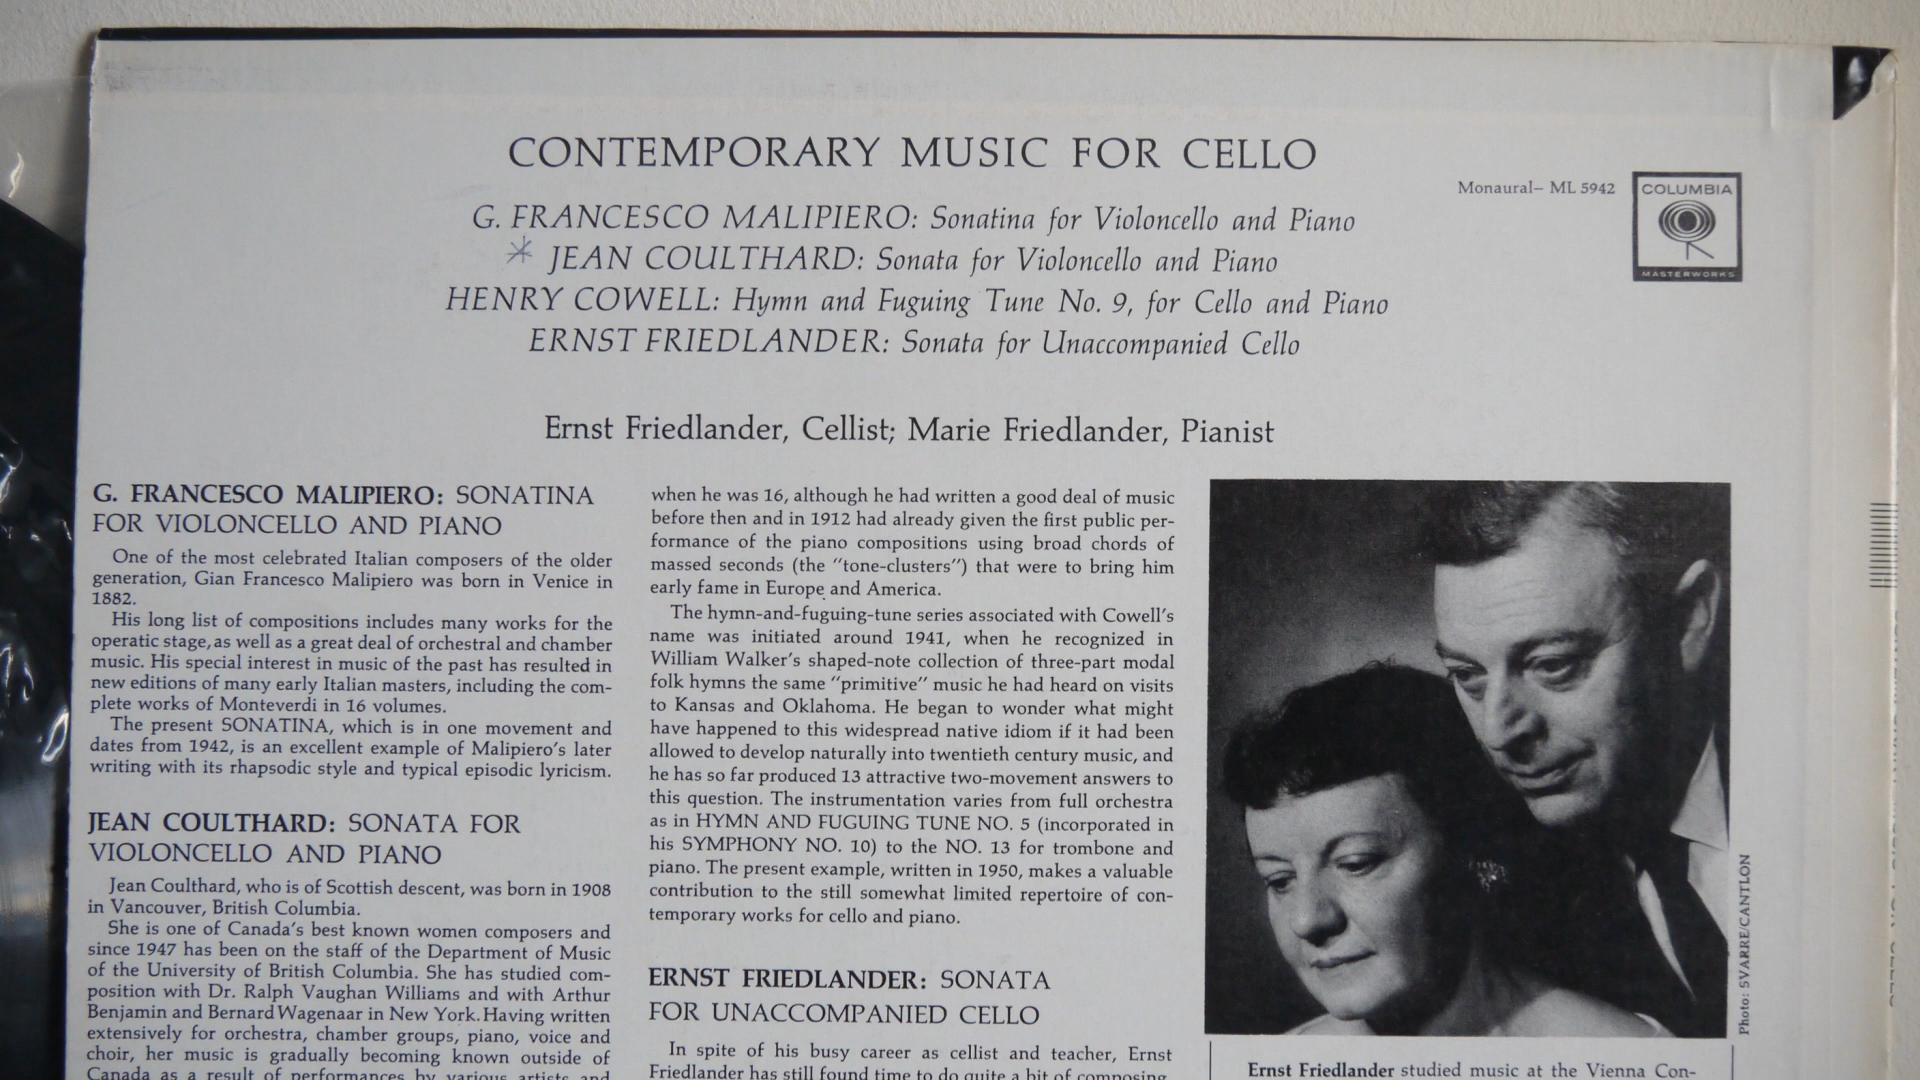 CONTEMPORARY MUSIC FOR CELLO
Monaural– ML 5942
COLUMBIA
MASTERWORKS
G. FRANCESCO MALIPIERO: Sonatina for Violoncello and Piano
* JEAN COULTHARD: Sonata for Violoncello and Piano
HENRY COWELL: Hymn and Fuguing Tune No. 9, for Cello and Piano
ERNST FRIEDLANDER: Sonata for Unaccompanied Cello
Ernst Friedlander, Cellist; Marie Friedlander, Pianist
G. FRANCESCO MALIPIERO: SONATINA
FOR VIOLONCELLO AND PIANO
One of the most celebrated Italian composers of the older
generation, Gian Francesco Malipiero was born in Venice in
1882.
His long list of compositions includes many works for the
operatic stage, as well as a great deal of orchestral and chamber
music. His special interest in music of the past has resulted in
new editions of many early Italian masters, including the com-
plete works of Monteverdi in 16 volumes.
The present SONATINA, which is in one movement and
dates from 1942, is an excellent example of Malipiero's later
writing with its rhapsodic style and typical episodic lyricism.
JEAN COULTHARD: SONATA FOR
VIOLONCELLO AND PIANO
Jean Coulthard, who is of Scottish descent, was born in 1908
in Vancouver, British Columbia.
She is one of Canada's best known women composers and
since 1947 has been on the staff of the Department of Music
of the University of British Columbia. She has studied com-
position with Dr. Ralph Vaughan Williams and with Arthur
Benjamin and Bernard Wagenaar in New York. Having written
extensively for orchestra, chamber groups, piano, voice and
choir, her music is gradually becoming known outside of
Canada as a result of performances by various artists and
when he was 16, although he had written a good deal of music
before then and in 1912 had already given the first public per-
formance of the piano compositions using broad chords of
massed seconds (the "tone-clusters") that were to bring him
early fame in Europe and America.
The hymn-and-fuguing-tune series associated with Cowell's
name was initiated around 1941, when he recognized in
William Walker's shaped-note collection of three-part modal
folk hymns the same "primitive" music he had heard on visits
to Kansas and Oklahoma. He began to wonder what might
have happened to this widespread native idiom if it had been
allowed to develop naturally into twentieth century music, and
he has so far produced 13 attractive two-movement answers to
this question. The instrumentation varies from full orchestra
as in HYMN AND FUGUING TUNE NO. 5 (incorporated in
his SYMPHONY NO. 10) to the NO. 13 for trombone and
piano. The present example, written in 1950, makes a valuable
contribution to the still somewhat limited repertoire of con-
temporary works for cello and piano.
ERNST FRIEDLANDER: SONATA
FOR UNACCOMPANIED CELLO
In spite of his busy career as cellist and teacher, Ernst
Friedlander has still found time to do quite a bit of composing.
Photo: SVARRE/CANTLON
Ernst Friedlander studied music at the Vienna Con-